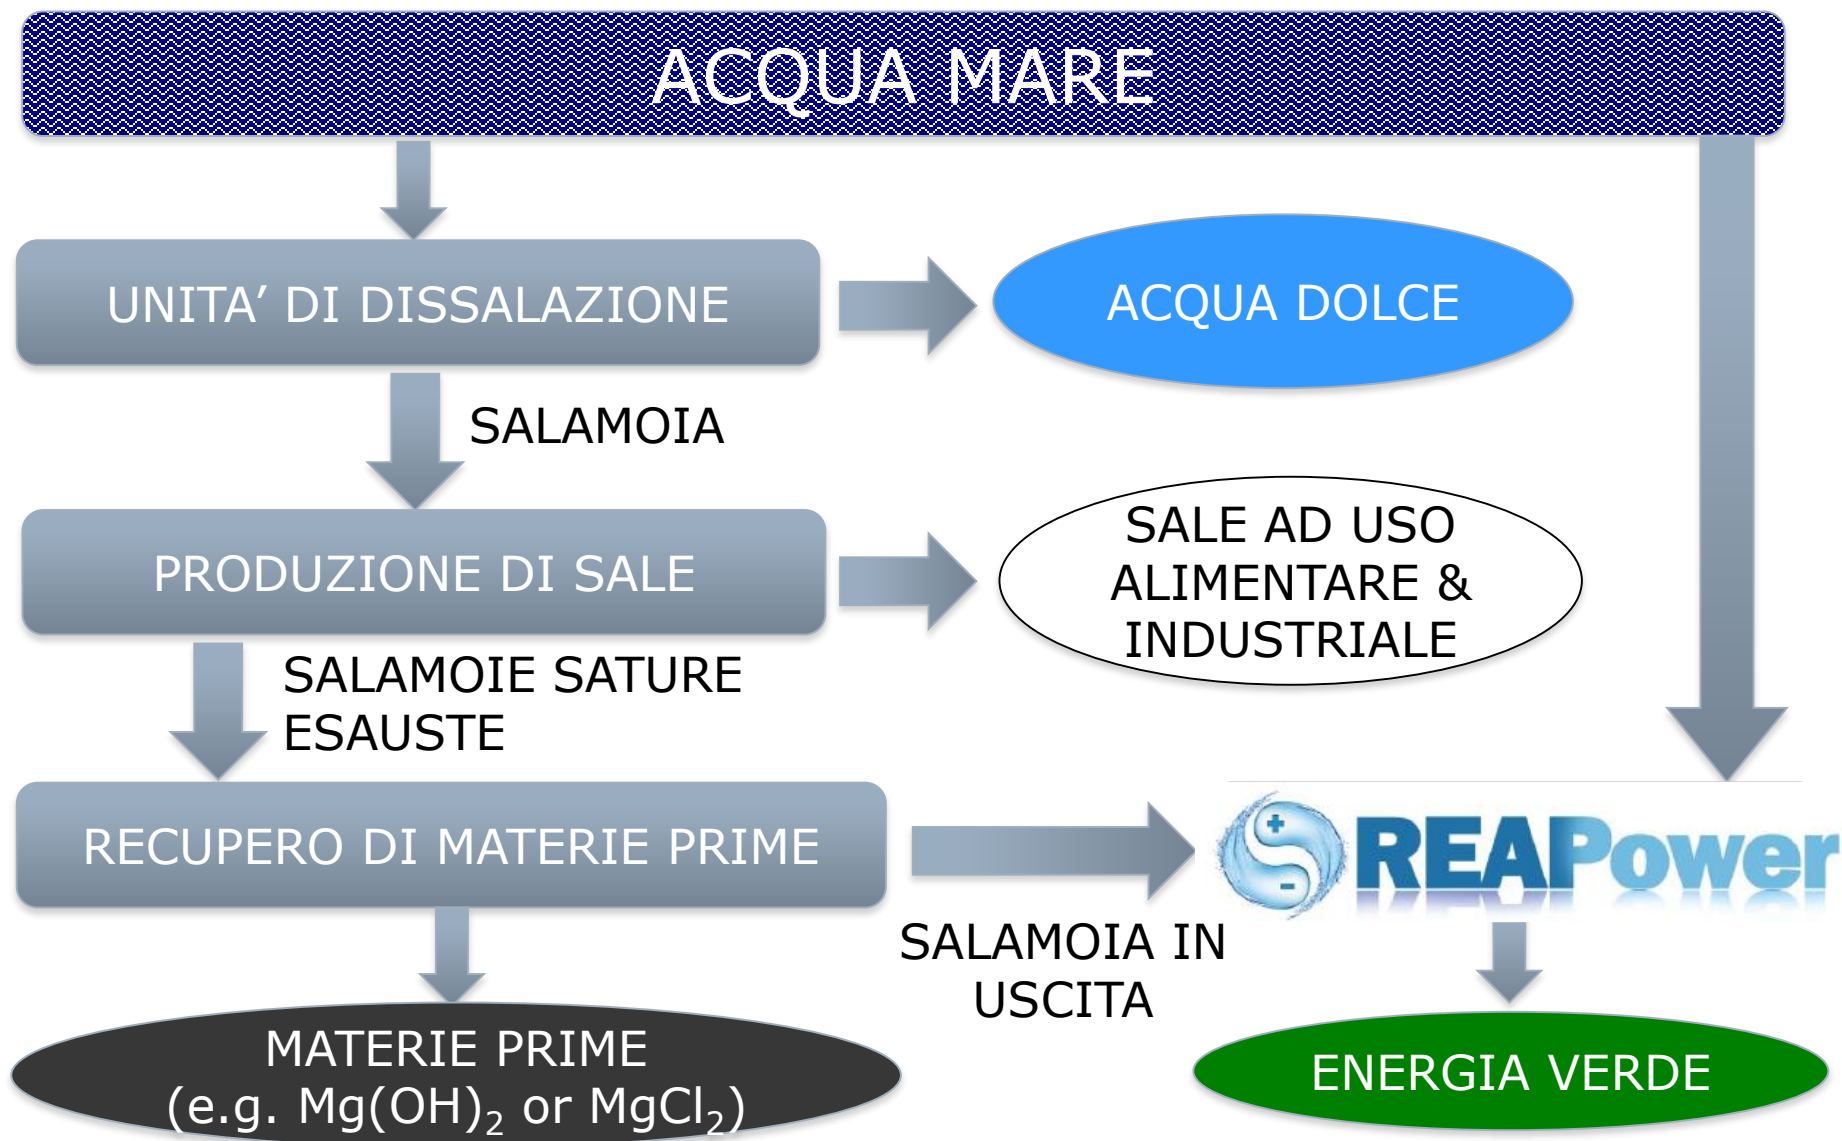 ACQUA MARE
UNITA’ DI DISSALAZIONE
ACQUA DOLCE
SALAMOIA
PRODUZIONE DI SALE
SALE AD USO
ALIMENTARE &
INDUSTRIALE
SALAMOIE SATURE
ESAUSTE
RECUPERO DI MATERIE PRIME
REAPower
SALAMOIA IN
USCITA
MATERIE PRIME
(e.g. Mg(OH)₂ or MgCl₂)
ENERGIA VERDE